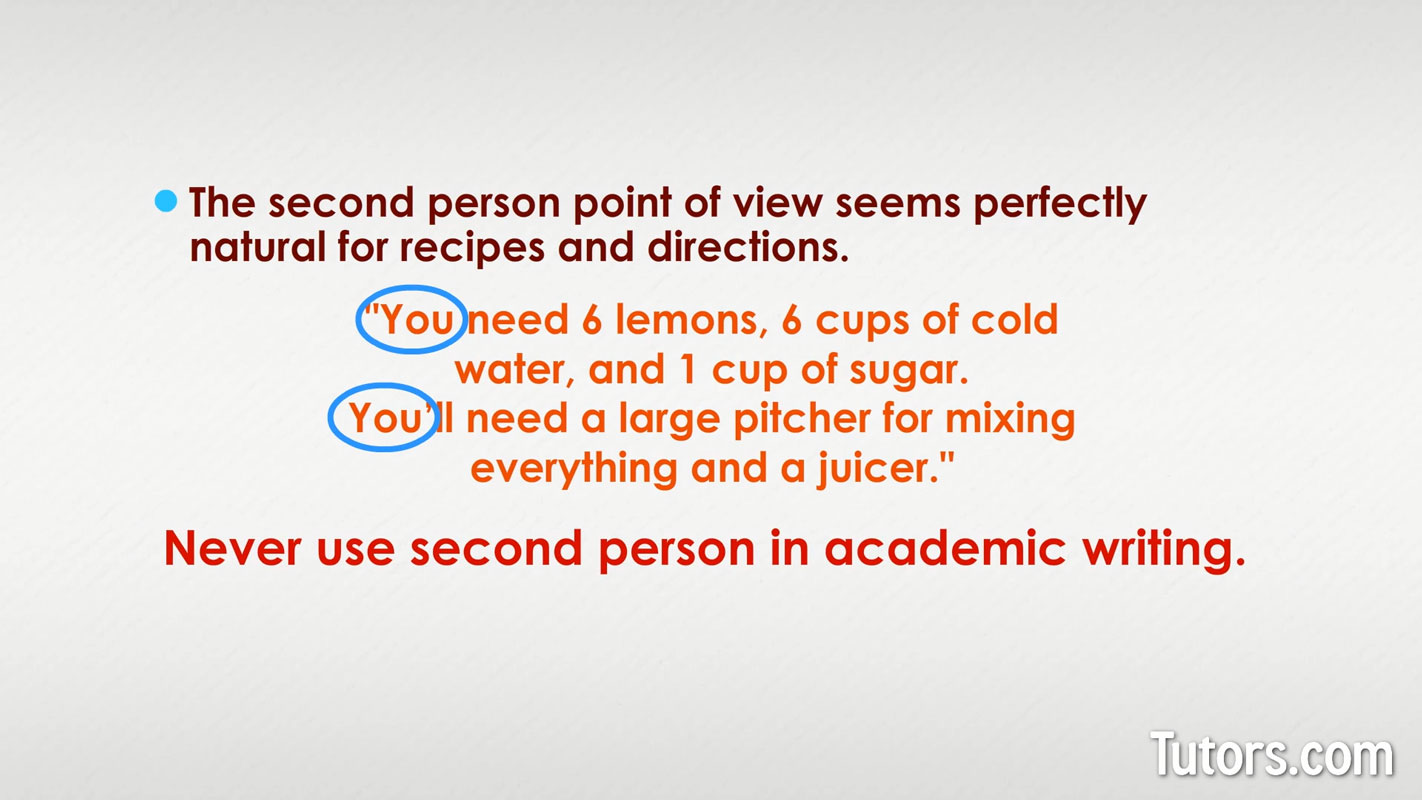 The second person point of view seems perfectly
natural for recipes and directions.
"You need 6 lemons, 6 cups of cold
water, and 1 cup of sugar.
You'll need a large pitcher for mixing
everything and a juicer."
Never use second person in academic writing.
Tutors.com